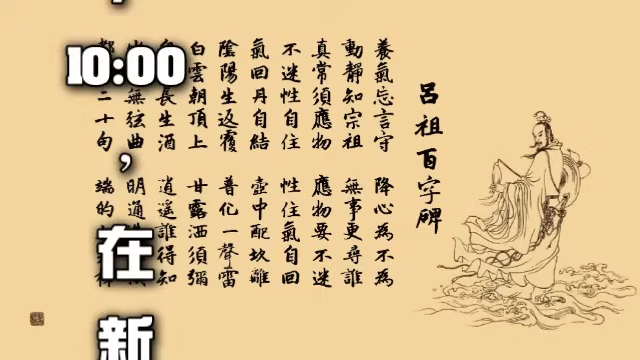 呂祖百字碑
養氣忘言守 降心為不為
動靜知宗祖 無事更尋誰
真常須應物 應物要不迷
不迷性自住 性住氣自回
氣回丹自結 壺中配坎離
陰陽生返覆 普化一聲雷
白雲朝頂上 甘露洒須彌
長生酒 逍遙誰得知
無弦曲 明通
二十句 端的
10:00
，在新